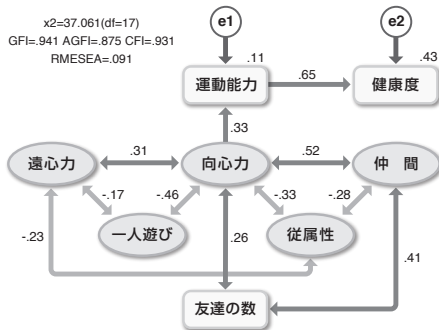 x2=37.061(df=17)
GFI=.941 AGFI=.875 CFI=.931
RMESEA=.091
e1
e2
.11
.43
運動能力
.65
健康度
.33
遠心力
.31
向心力
.52
仲　間
-.17
-.46
-.33
-.28
一人遊び
従属性
-.23
.26
.41
友達の数